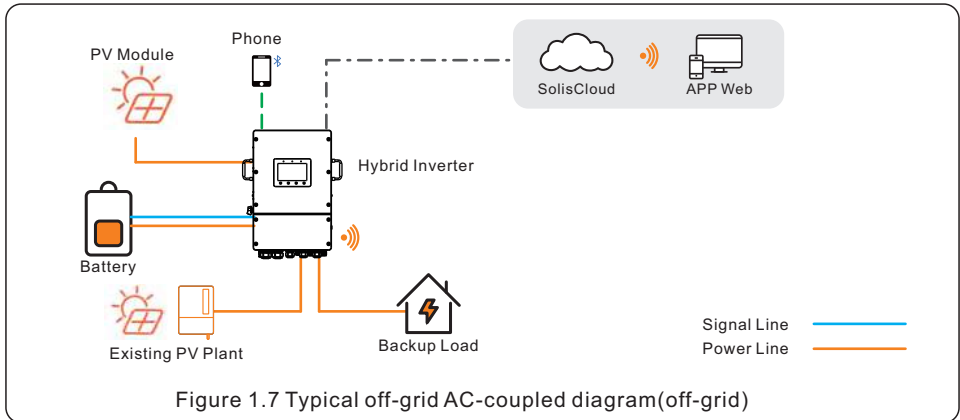 Phone
PV Module
SolisCloud
APP Web
Hybrid Inverter
Battery
Existing PV Plant
Backup Load
Signal Line
Power Line
Figure 1.7 Typical off-grid AC-coupled diagram(off-grid)